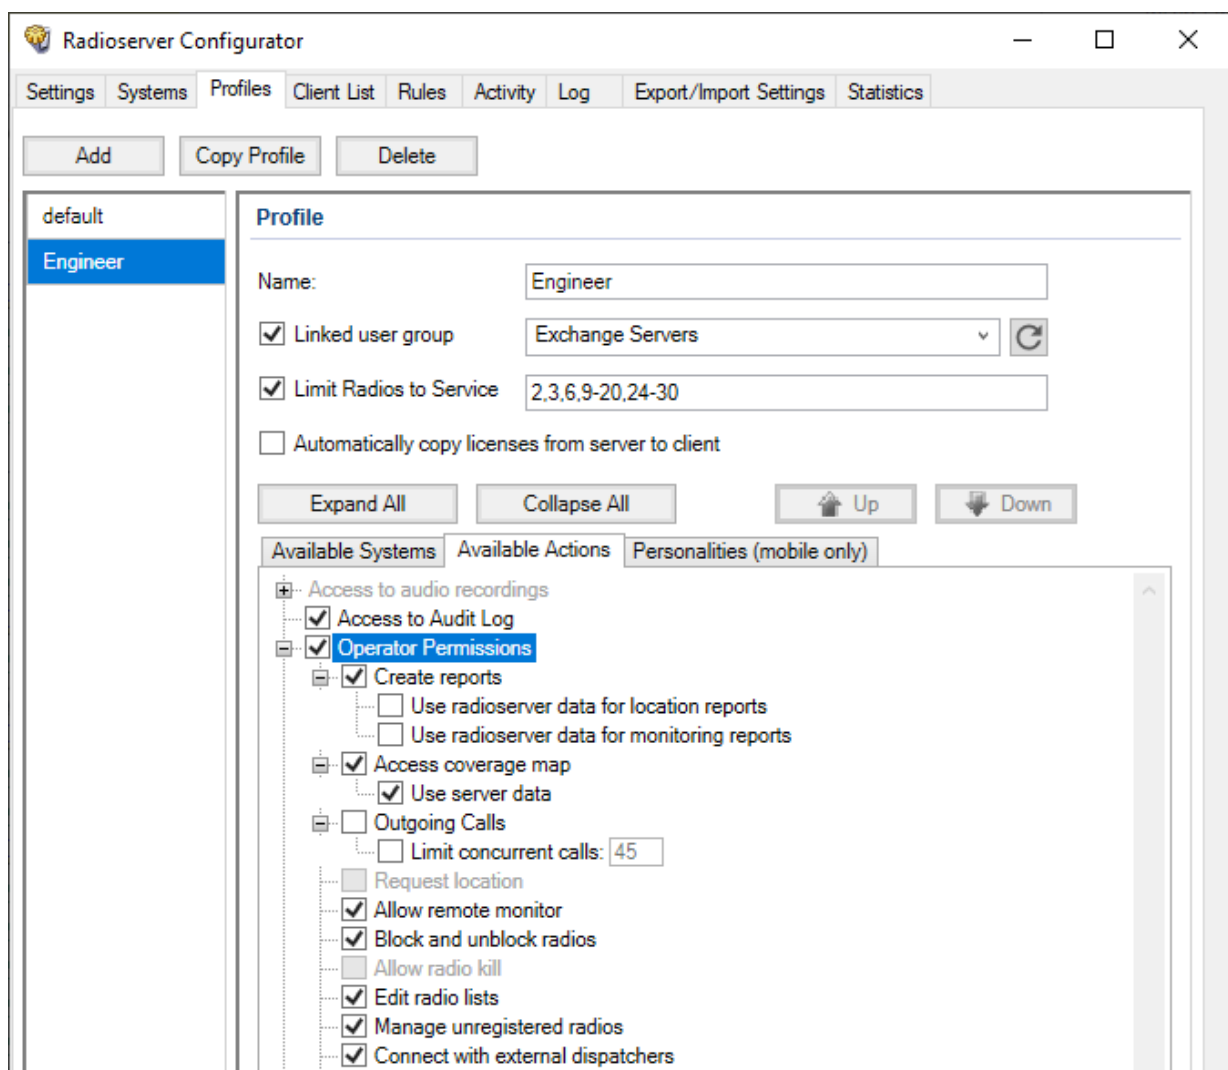 Radioserver Configurator
Settings Systems Profiles Client List Rules Activity Log Export/Import Settings Statistics
Add Copy Profile Delete
default
Engineer
Profile
Name: Engineer
Linked user group Exchange Servers
Limit Radios to Service 2,3,6,9-20,24-30
Automatically copy licenses from server to client
Expand All Collapse All Up Down
Available Systems Available Actions Personalities (mobile only)
Access to audio recordings
Access to Audit Log
Operator Permissions
Create reports
Use radioserver data for location reports
Use radioserver data for monitoring reports
Access coverage map
Use server data
Outgoing Calls
Limit concurrent calls: 45
Request location
Allow remote monitor
Block and unblock radios
Allow radio kill
Edit radio lists
Manage unregistered radios
Connect with external dispatchers